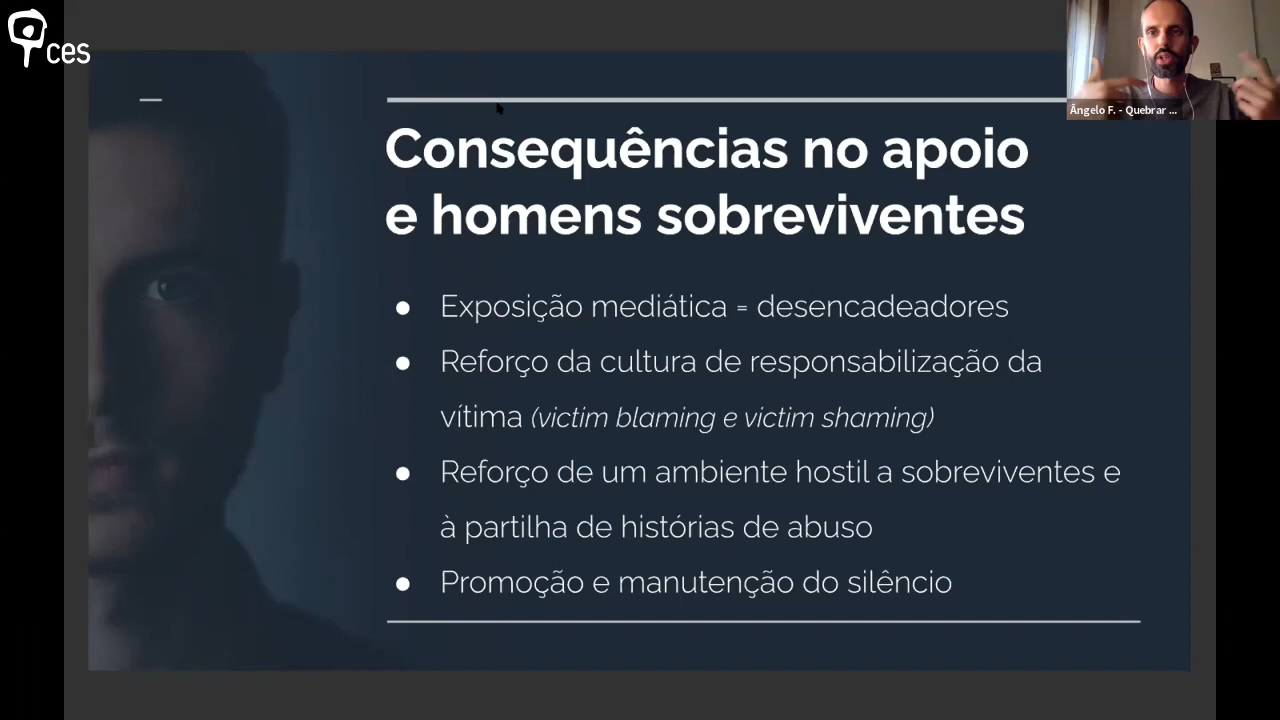 ces
Ângelo F. - Quebrar ...
Consequências no apoio
e homens sobreviventes
● Exposição mediática = desencadeadores
● Reforço da cultura de responsabilização da
vítima (victim blaming e victim shaming)
● Reforço de um ambiente hostil a sobreviventes e
à partilha de histórias de abuso
● Promoção e manutenção do silêncio